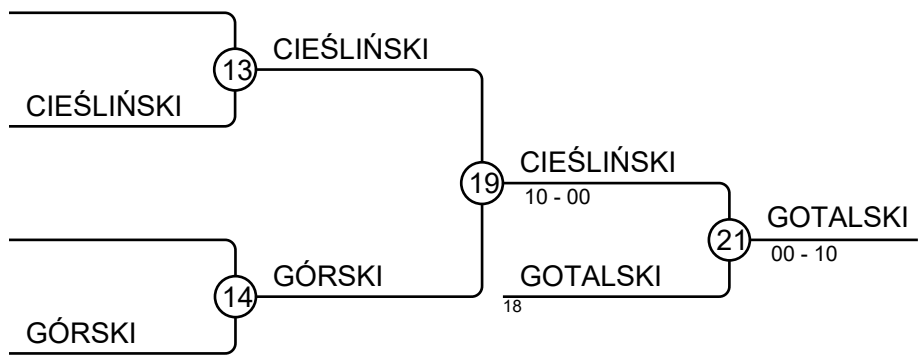 CIEŚLIŃSKI
13
CIEŚLIŃSKI
CIEŚLIŃSKI
19
10 - 00
GOTALSKI
21
00 - 10
GÓRSKI
GOTALSKI
14
18
GÓRSKI